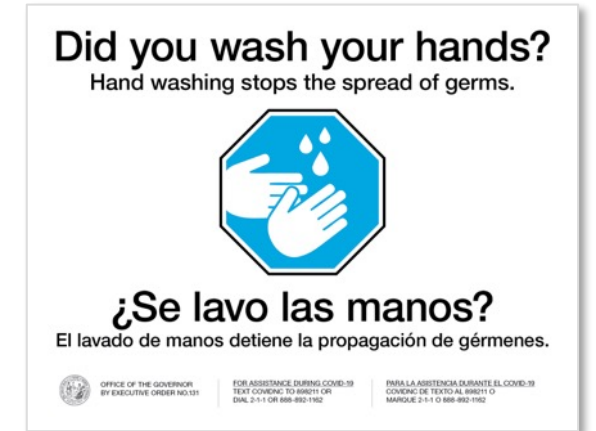 Did you wash your hands?
Hand washing stops the spread of germs.
¿Se lavo las manos?
El lavado de manos detiene la propagación de gérmenes.
OFFICE OF THE GOVERNOR
BY EXECUTIVE ORDER NO.131
FOR ASSISTANCE DURING COVID-19
TEXT COVIDNC TO 898211 OR
DIAL 2-1-1 OR 888-892-1162
PARA LA ASISTENCIA DURANTE EL COVID-19
COVIDNC DE TEXTO AL 898211 O
MARQUE 2-1-1 O 888-892-1162